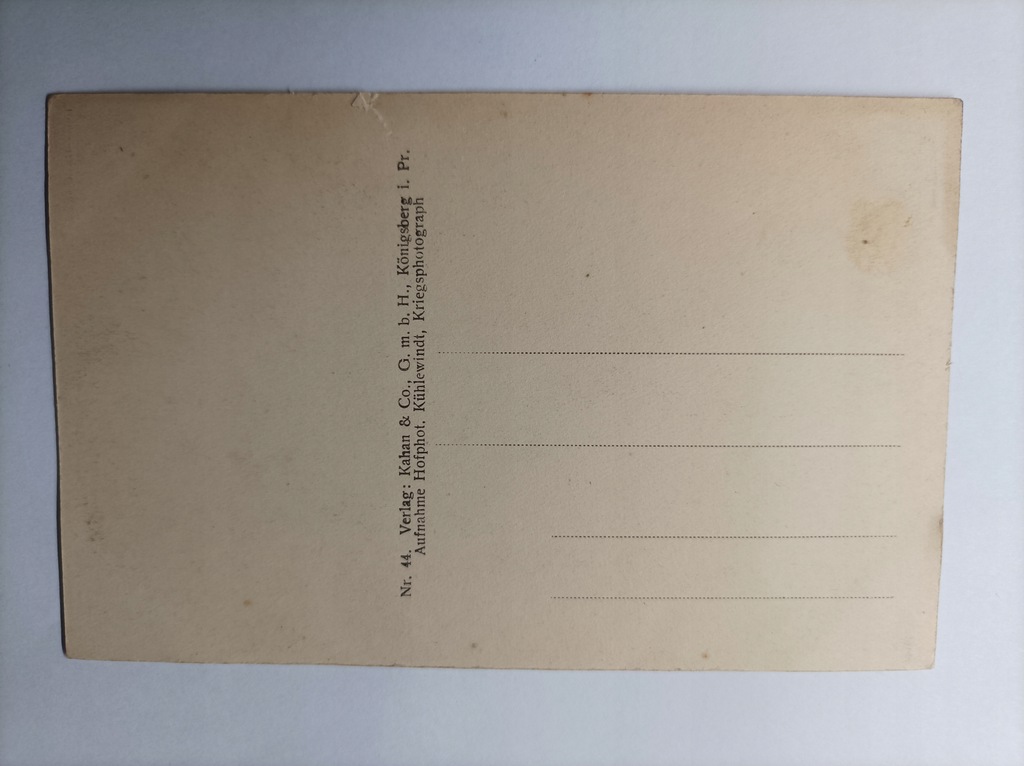 Nr. 44. Verlag: Kahan & Co., G. m. b. H., Königsberg i. Pr.
Aufnahme Hofphot. Kühlewindt, Kriegsphotograph